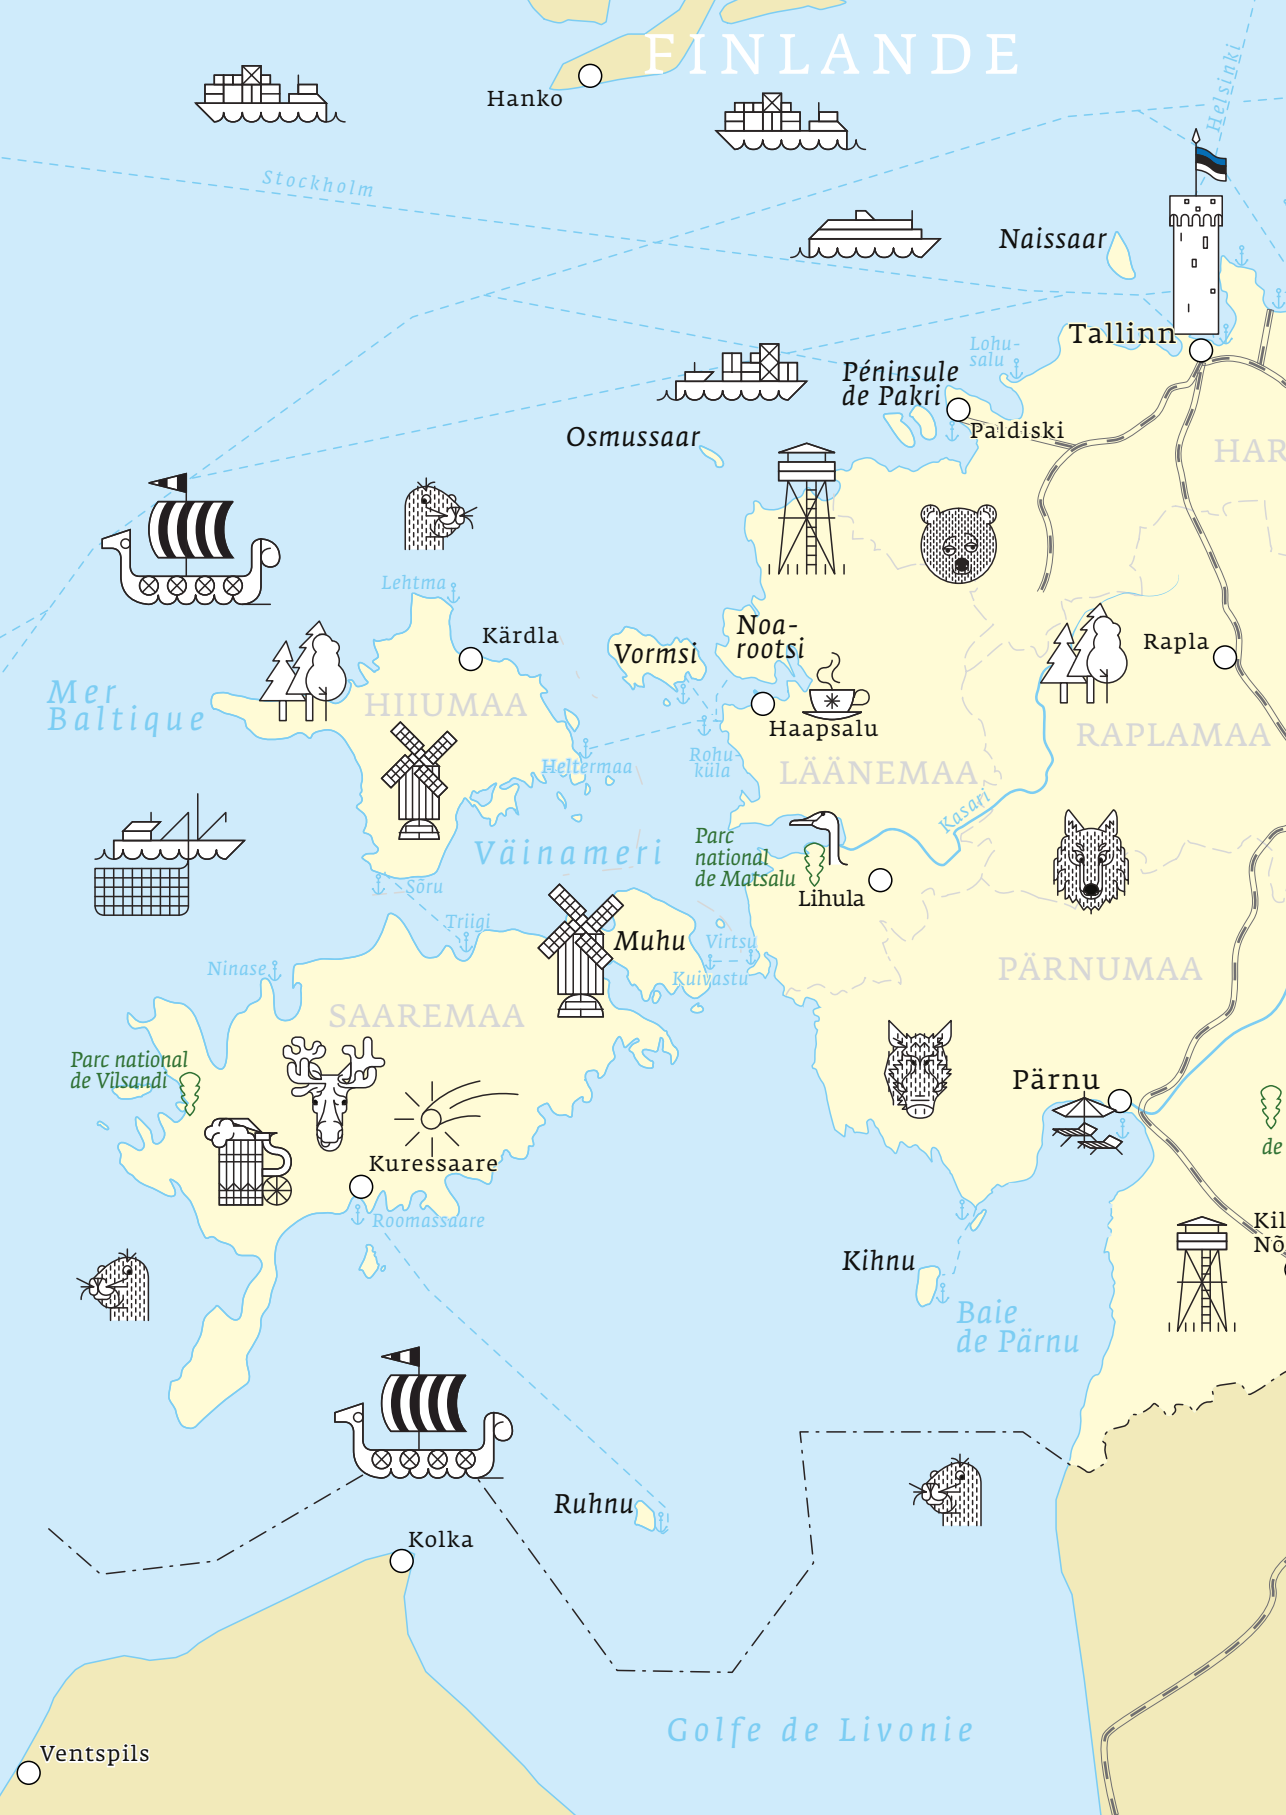 FINLANDE
Hanko
Helsinki
Stockholm
Naissaar
Tallinn
Lohu-
salu
Péninsule
de Pakri
Paldiski
Osmussaar
HAR
Lehtma
Kärdla
Vormsi
Noa-
rootsi
Rapla
Mer
Baltique
HIIUMAA
Haapsalu
RAPLAMAA
Rohu-
küla
Heltermaa
LÄÄNEMAA
Kasari
Väinameri
Parc
national
de Matsalu
Lihula
Sõru
Triigi
Muhu
Virtsu
Kuivastu
Ninase
PÄRNUMAA
SAAREMAA
Parc national
de Vilsandi
Pärnu
de
Kuressaare
Roomassaare
Kil
Nõ
Kihnu
Baie
de Pärnu
Ruhnu
Kolka
Golfe de Livonie
Ventspils